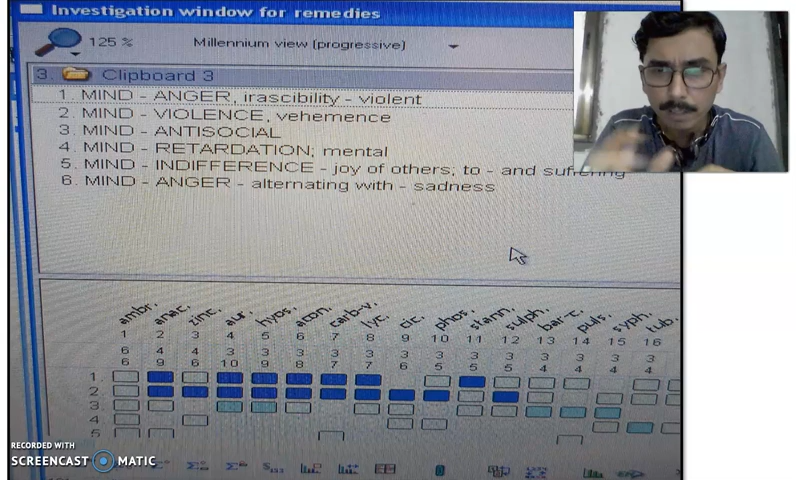 Investigation window for remedies
125 %
Millennium view (progressive)
3. Clipboard 3
1. MIND - ANGER, irascibility - violent
2. MIND - VIOLENCE, vehemence
3. MIND - ANTISOCIAL
4. MIND - RETARDATION; mental
5. MIND - INDIFFERENCE - joy of others; to - and suffering
6. MIND - ANGER - alternating with - sadness
ambr. anac. zinc. aur. hyos. acon. carb-v. lyc. cic. phos. stann. sulph. bar-c. puls. syph. tub.
1 2 3 4 5 6 7 8 9 10 11 12 13 14 15 16
6 4 4 3 3 3 3 3 3 3 3 3 3 3 3 3
6 9 6 10 9 8 7 7 6 5 5 5 4 4 4 4
1.
2.
3.
4.
5
RECORDED WITH
SCREENCAST MATIC